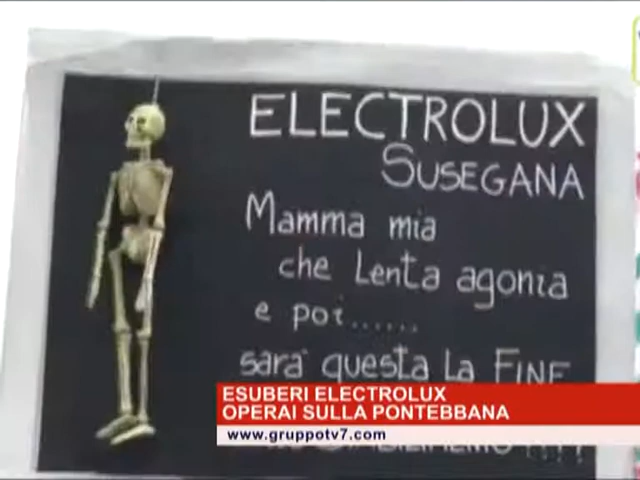 ELECTROLUX
SUSEGANA
Mamma mia
che Lenta agonia
e poi......
sarà questa La FINE
ESUBERI ELECTROLUX
OPERAI SULLA PONTEBBANA
www.gruppotv7.com